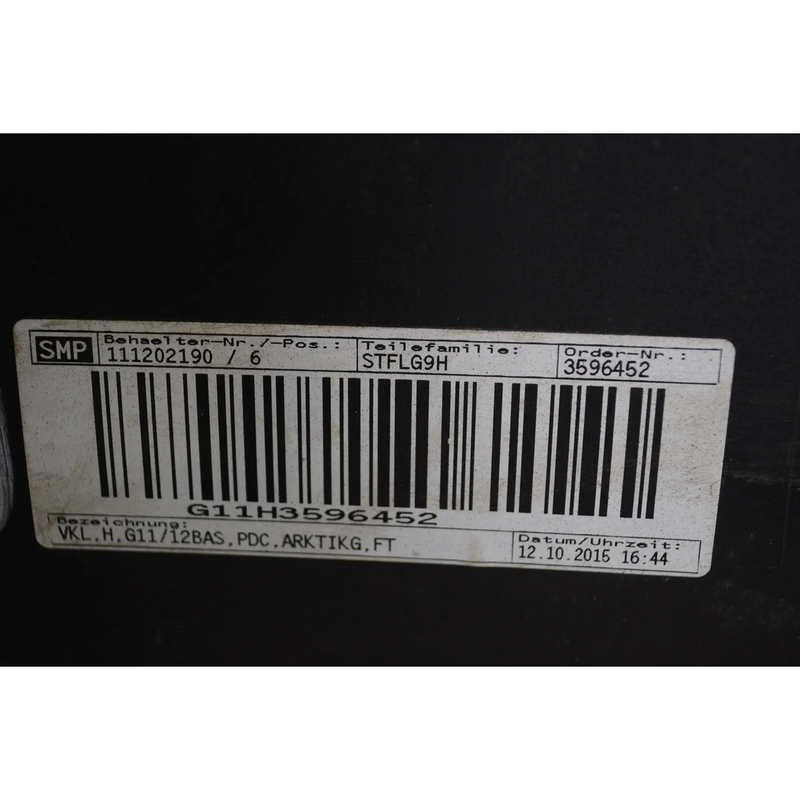 SMP
Behaelter-Nr./-Pos.:
111202190 / 6
Teilefamilie:
STFLG9H
Order-Nr.:
3596452
G11H3596452
Bezeichnung:
VKL,H,G11/12BAS,PDC,ARKTIKG,FT
Datum/Uhrzeit:
12.10.2015 16:44